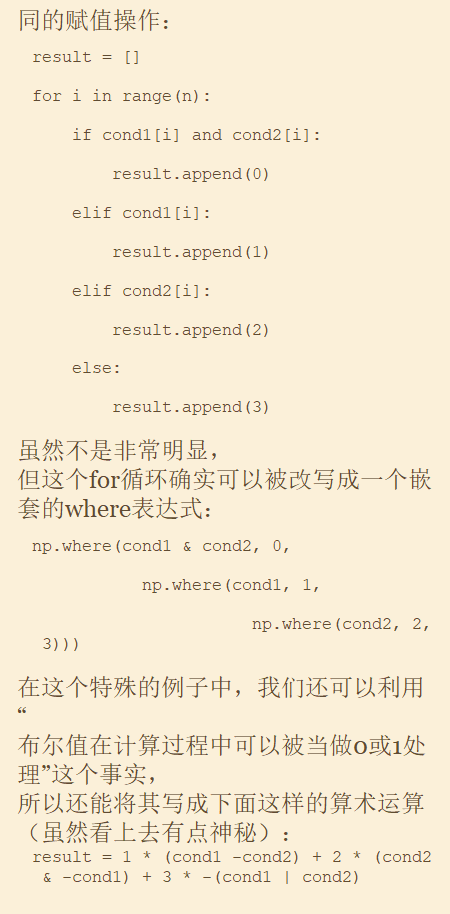 同的赋值操作：
result = []
for i in range(n):
    if cond1[i] and cond2[i]:
        result.append(0)
    elif cond1[i]:
        result.append(1)
    elif cond2[i]:
        result.append(2)
    else:
        result.append(3)
虽然不是非常明显，
但这个for循环确实可以被改写成一个嵌
套的where表达式：
np.where(cond1 & cond2, 0,
           np.where(cond1, 1,
                      np.where(cond2, 2,
 3)))
在这个特殊的例子中，我们还可以利用
“
布尔值在计算过程中可以被当做0或1处
理”这个事实，
所以还能将其写成下面这样的算术运算
（虽然看上去有点神秘）：
result = 1 * (cond1 -cond2) + 2 * (cond2
 & -cond1) + 3 * -(cond1 | cond2)